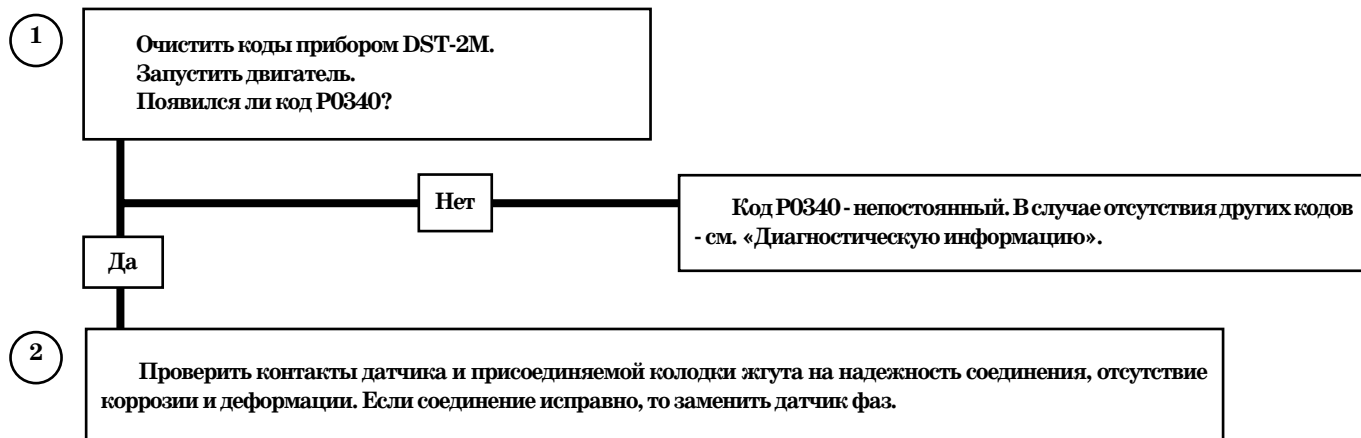 1
Очистить коды прибором DST-2M.
Запустить двигатель.
Появился ли код P0340?
Нет
Код P0340 - непостоянный. В случае отсутствия других кодов
- см. «Диагностическую информацию».
Да
2
Проверить контакты датчика и присоединяемой колодки жгута на надежность соединения, отсутствие
коррозии и деформации. Если соединение исправно, то заменить датчик фаз.